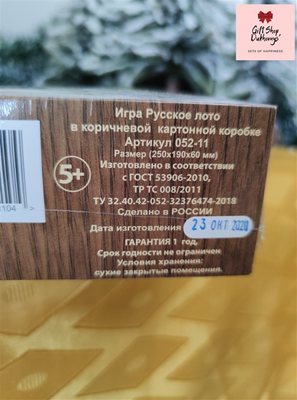 Gift Shop
GIFTS OF HAPPINESS
Игра Русское лото
в коричневой картонной коробке
Артикул 052-11
Размер (250х190х60 мм)
Изготовлено в соответствии
с ГОСТ 53906-2010,
ТР ТС 008/2011
ТУ 32.40.42-052-32376474-2018
Сделано в РОССИИ
Дата изготовления 23 ОКТ 2020
ГАРАНТИЯ 1 год.
Срок годности не ограничен
Условия хранения:
сухие закрытые помещения.
5+
104 >